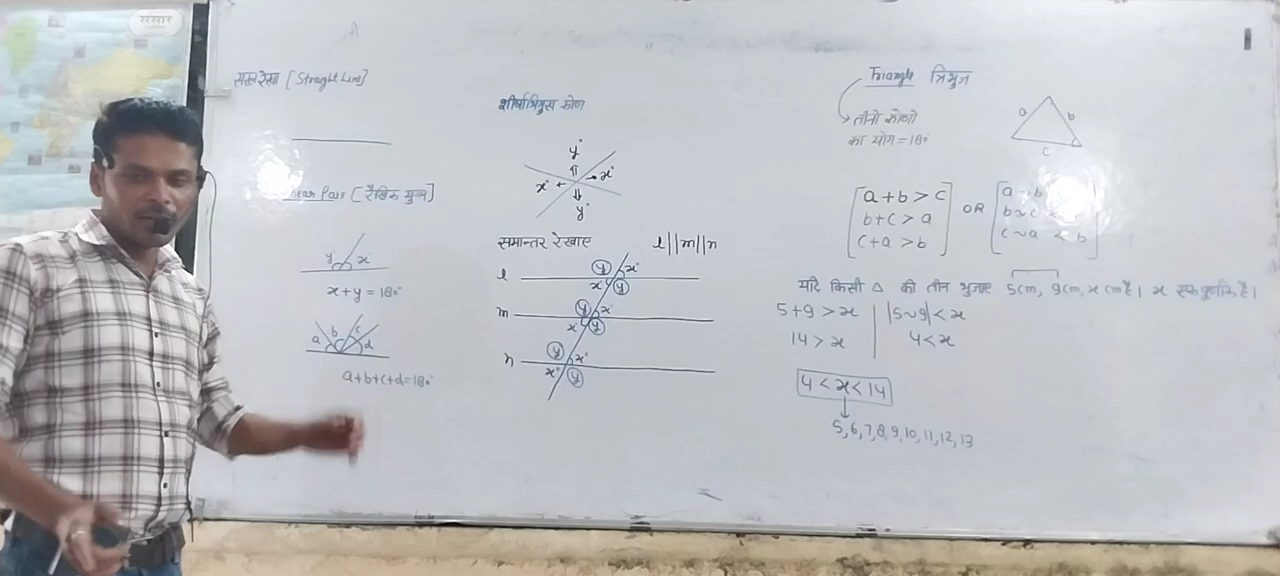 संसार
सरल रेखा [Straight Line]
near Pair [रैखिक युग्म]
y x°
x+y=180°
a b c d
a+b+c+d=180°
शीर्षाभिमुख कोण
y°
x° x°
y°
समान्तर रेखाएं l||m||n
l y x°
x° y
m y x°
x° y
n y x°
x° y
Triangle त्रिभुज
तीनो कोणो
का योग = 180°
a b
c
a+b > c
b+c > a
c+a > b
OR
a b
b~c <
c~a < b
यदि किसी Δ की तीन भुजाएं 5cm, 9cm, x cm है। x एक पूर्णांक है।
5+9 > x |5~9| < x
14 > x 4 < x
4 < x < 14
5, 6, 7, 8, 9, 10, 11, 12, 13